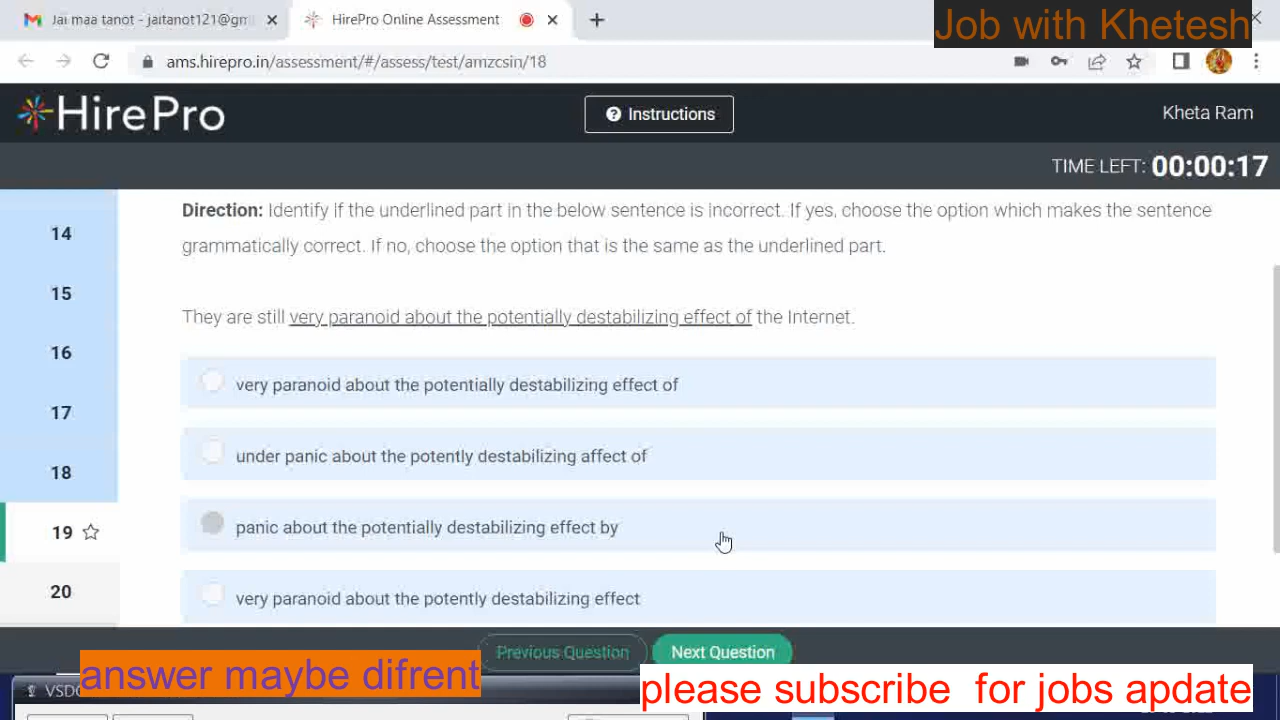 Jai maa tanot - jaitanot121@gm
HirePro Online Assessment
Job with Khetesh
ams.hirepro.in/assessment/#/assess/test/amzcsin/18
HirePro
Instructions
Kheta Ram
TIME LEFT: 00:00:17
14
15
16
17
18
19
20
Direction: Identify if the underlined part in the below sentence is incorrect. If yes, choose the option which makes the sentence
grammatically correct. If no, choose the option that is the same as the underlined part.
They are still very paranoid about the potentially destabilizing effect of the Internet.
very paranoid about the potentially destabilizing effect of
under panic about the potently destabilizing affect of
panic about the potentially destabilizing effect by
very paranoid about the potently destabilizing effect
Previous Question
Next Question
answer maybe difrent
please subscribe for jobs apdate